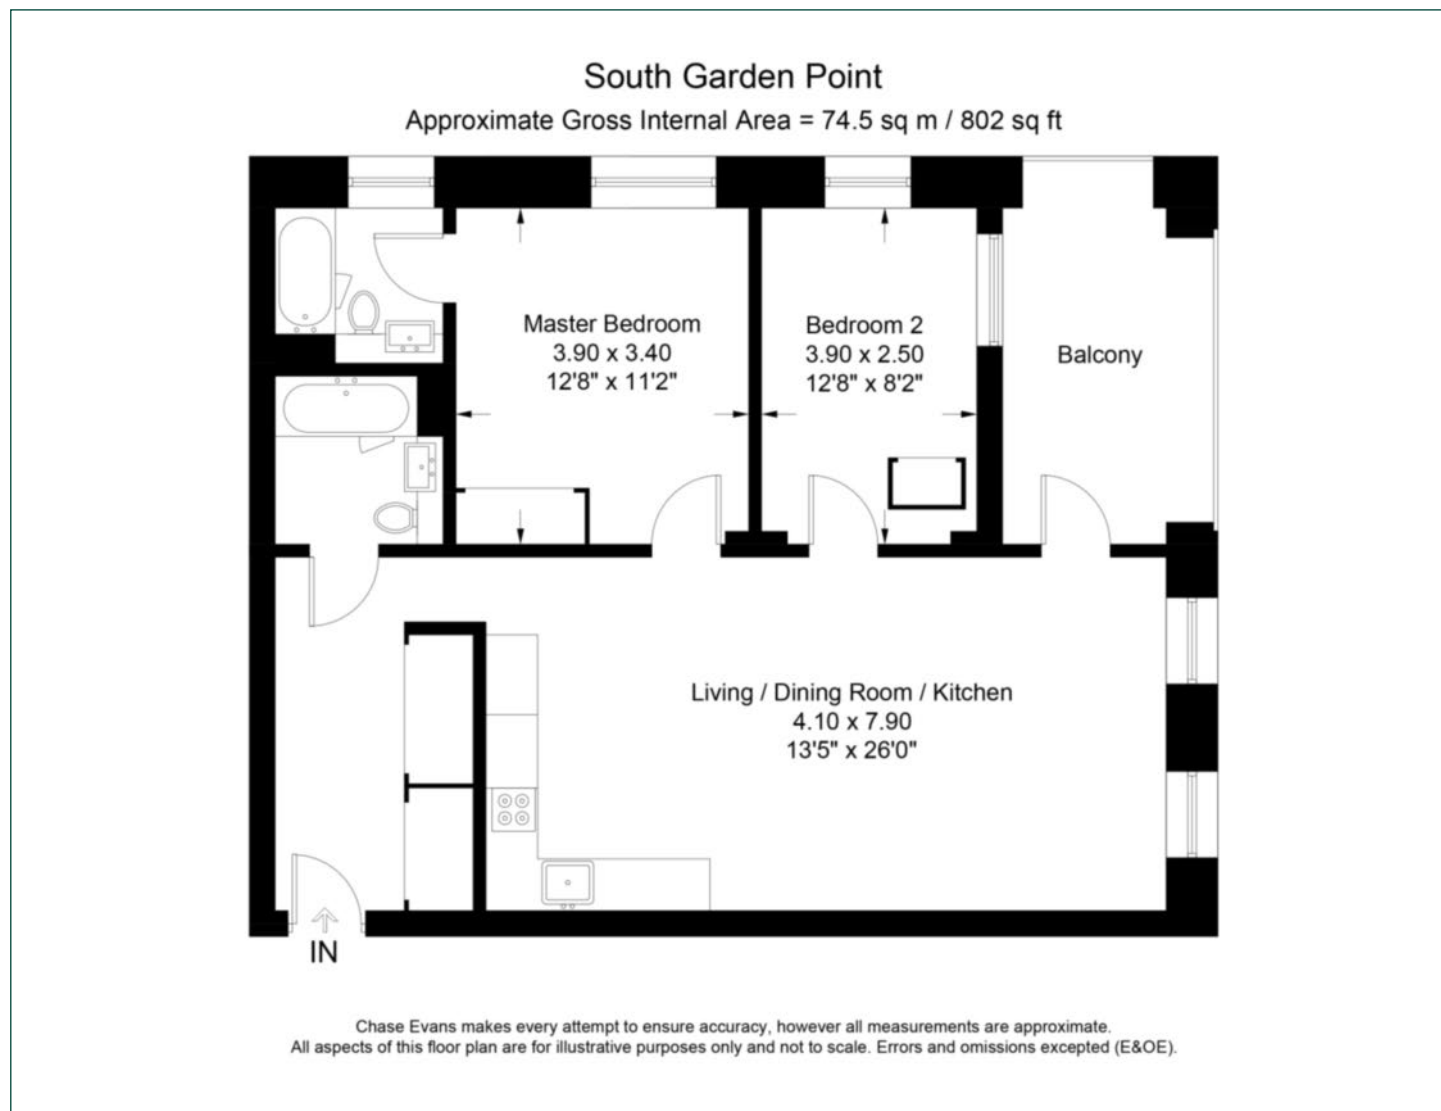 South Garden Point
Approximate Gross Internal Area = 74.5 sq m / 802 sq ft
Master Bedroom
3.90 x 3.40
12'8" x 11'2"
Bedroom 2
3.90 x 2.50
12'8" x 8'2"
Balcony
Living / Dining Room / Kitchen
4.10 x 7.90
13'5" x 26'0"
IN
Chase Evans makes every attempt to ensure accuracy, however all measurements are approximate.
All aspects of this floor plan are for illustrative purposes only and not to scale. Errors and omissions excepted (E&OE).